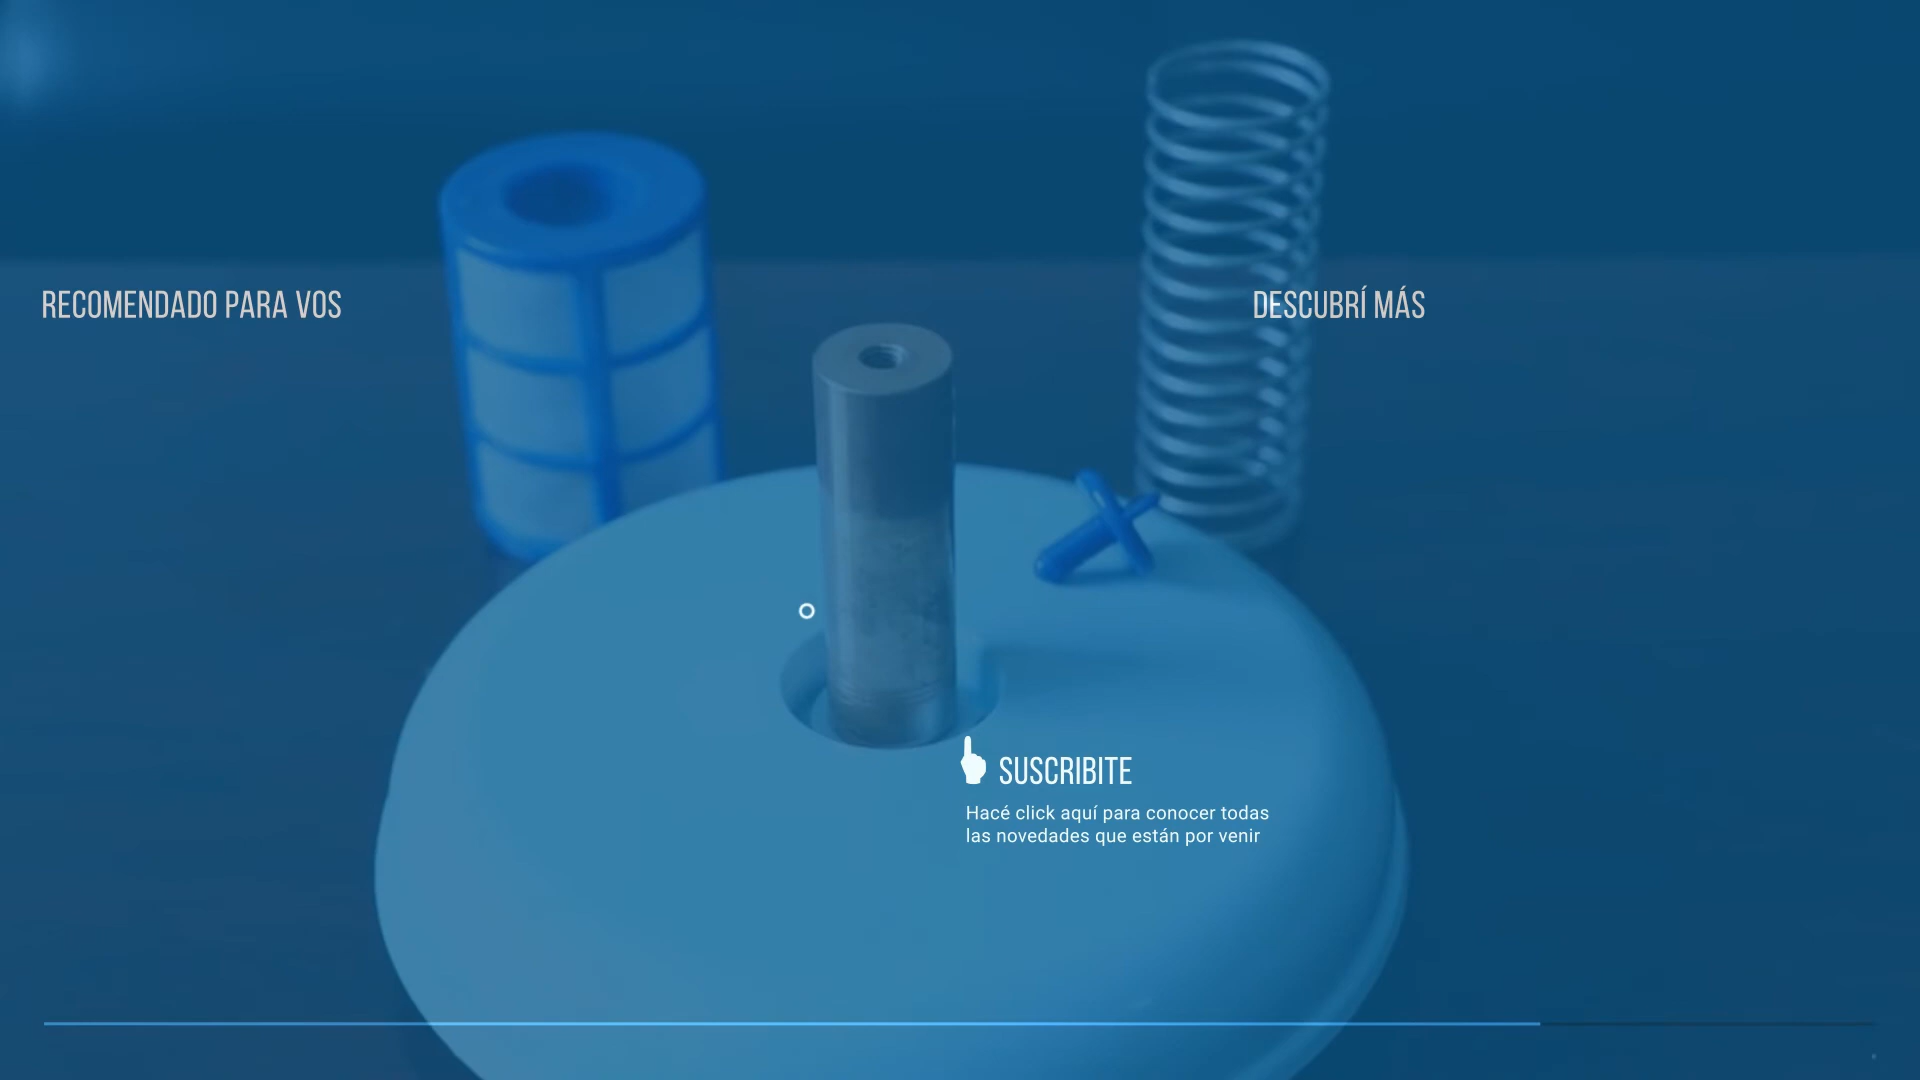 RECOMENDADO PARA VOS
DESCUBRÍ MÁS
SUSCRIBITE
Hacé click aquí para conocer todas
las novedades que están por venir